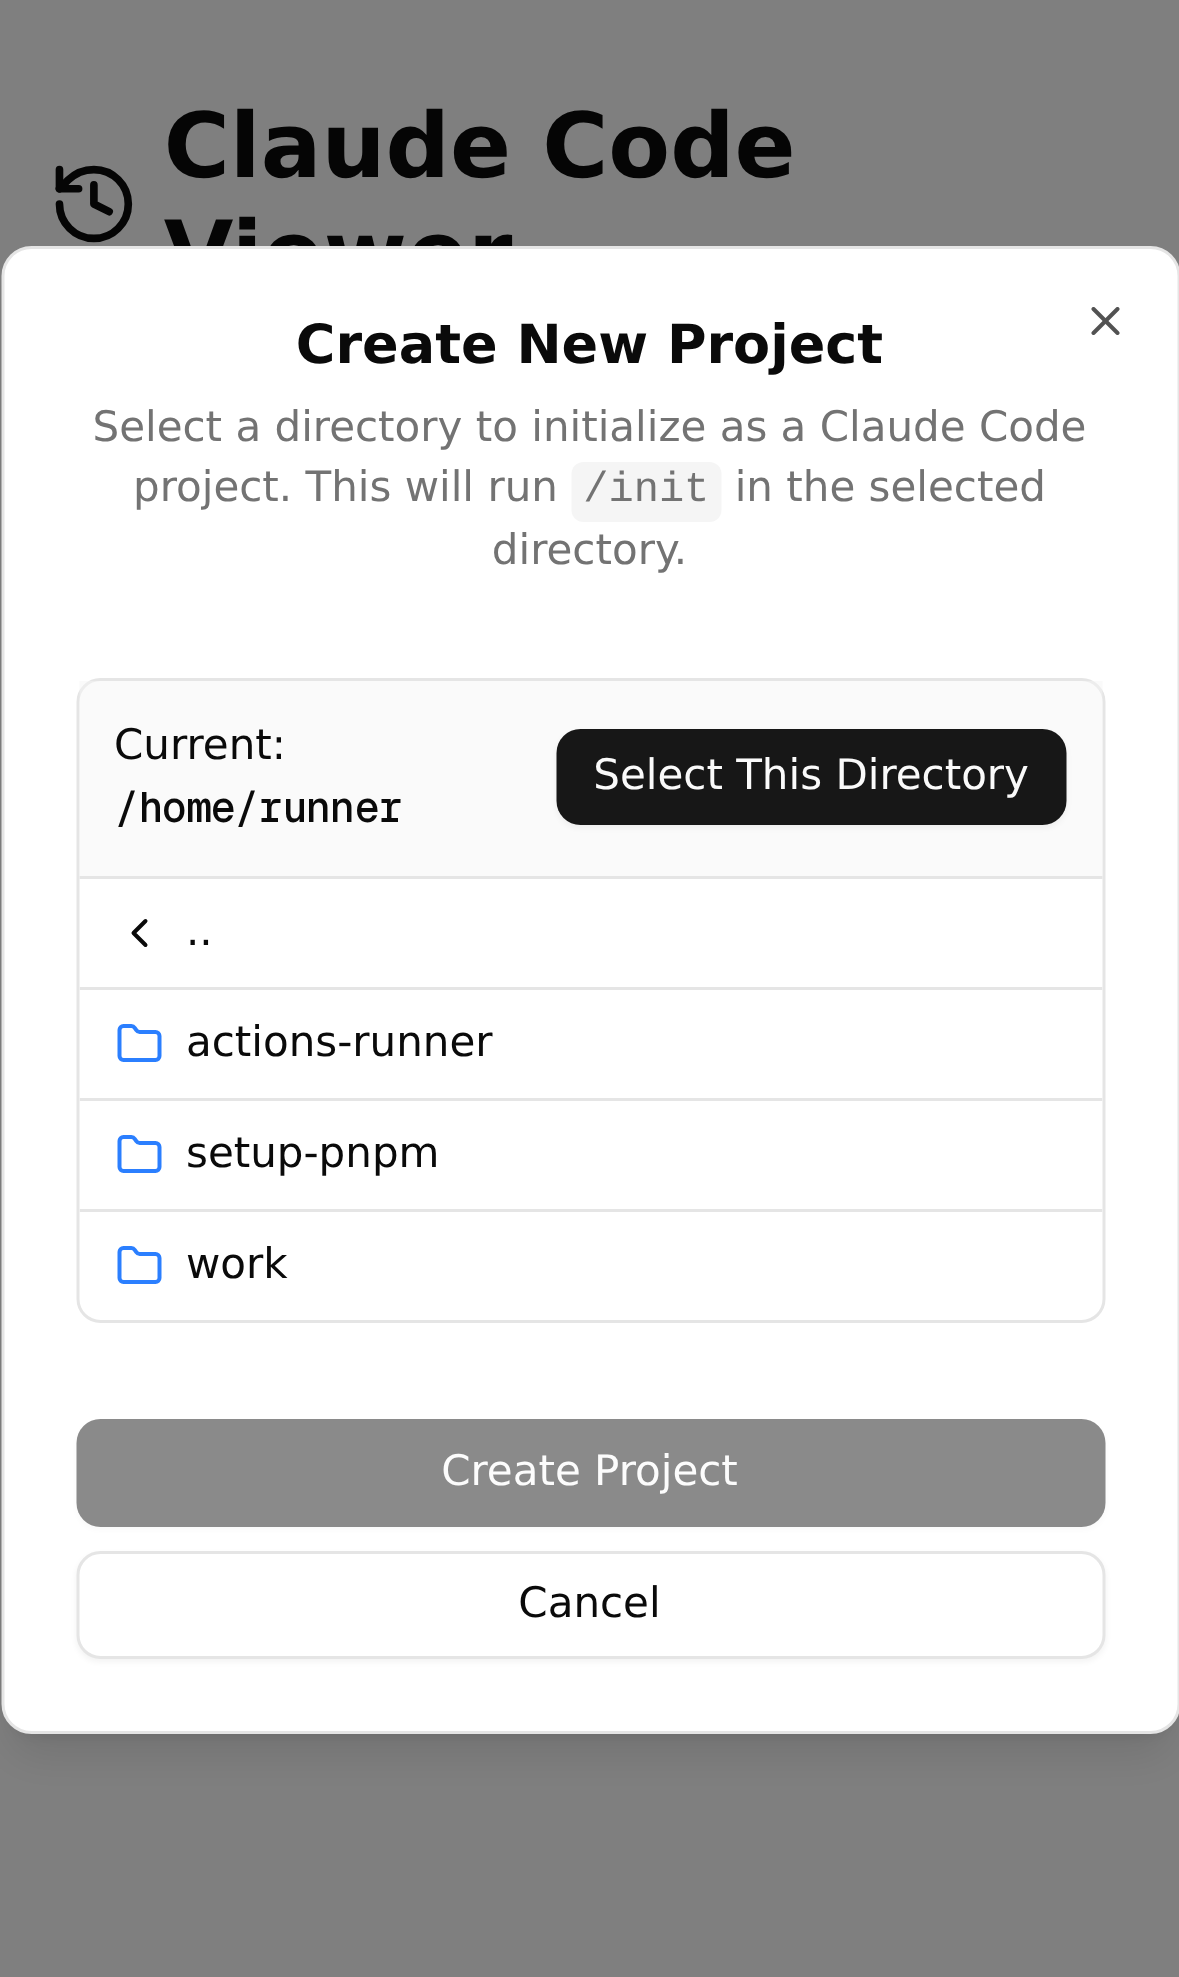 Claude Code
Viewer
Create New Project
Select a directory to initialize as a Claude Code
project. This will run /init in the selected
directory.
Current:
/home/runner
Select This Directory
..
actions-runner
setup-pnpm
work
Create Project
Cancel